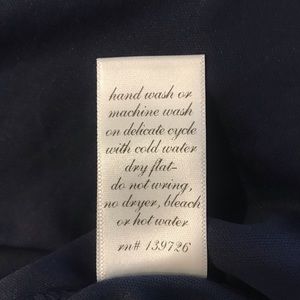 hand wash or
machine wash
on delicate cycle
with cold water
dry flat-
do not wring,
no dryer, bleach
or hot water
rn# 139726